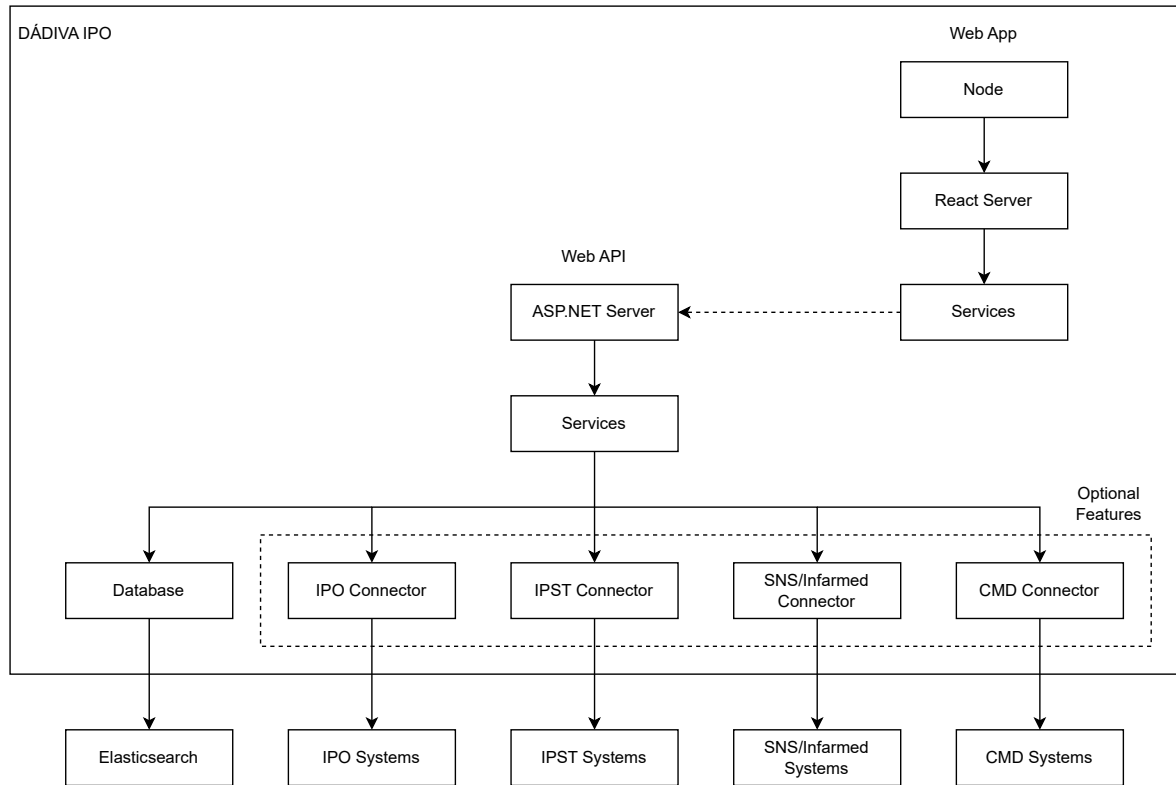 DÁDIVA IPO
Web App
Node
React Server
Web API
ASP.NET Server
Services
Services
Optional
Features
Database
IPO Connector
IPST Connector
SNS/Infarmed
Connector
CMD Connector
Elasticsearch
IPO Systems
IPST Systems
SNS/Infarmed
Systems
CMD Systems